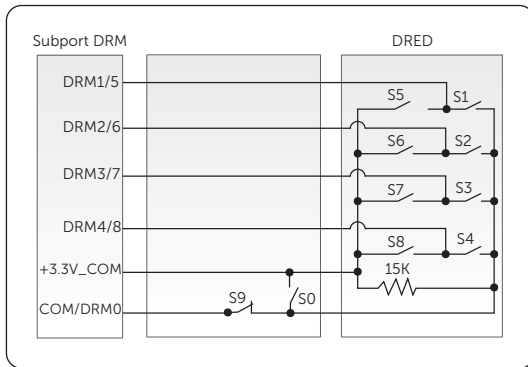 Subport DRM
DRED
DRM1/5
S5
S1
DRM2/6
S6
S2
DRM3/7
S7
S3
DRM4/8
S8
S4
+3.3V_COM
15K
COM/DRM0
S9
S0